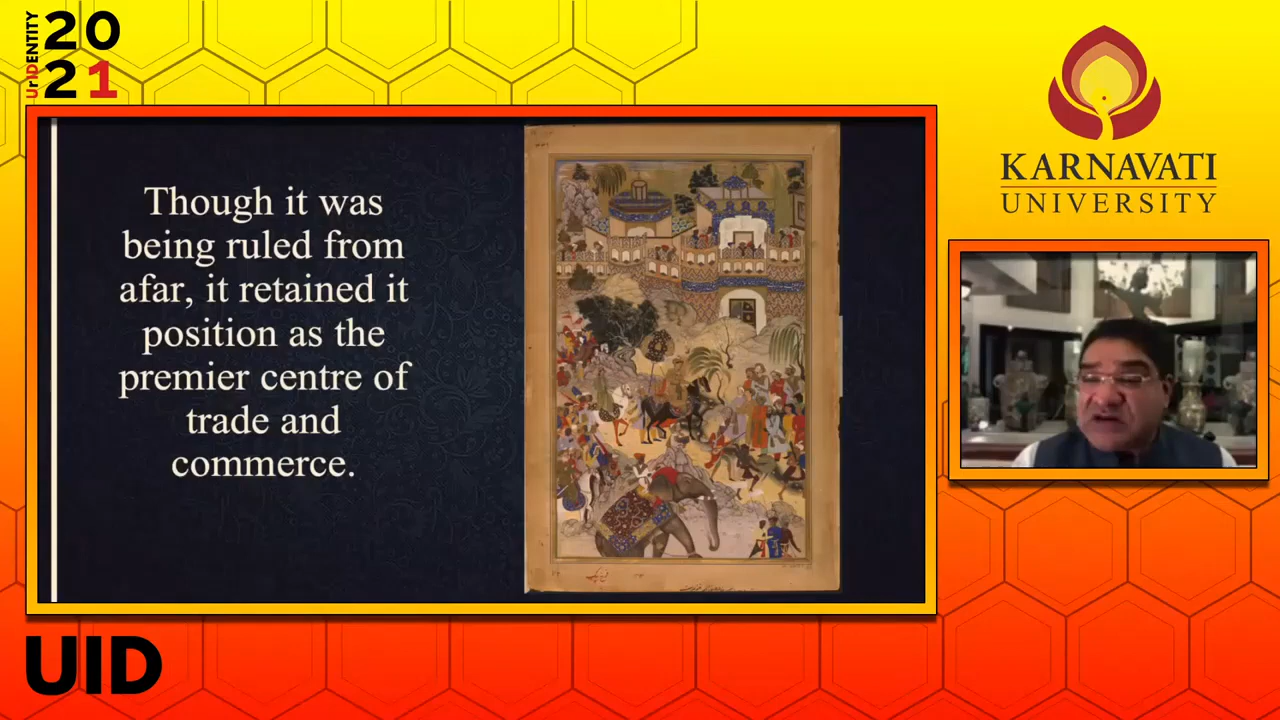 UrIDENTITY
20
21
Though it was
being ruled from
afar, it retained it
position as the
premier centre of
trade and
commerce.
KARNAVATI
UNIVERSITY
UID